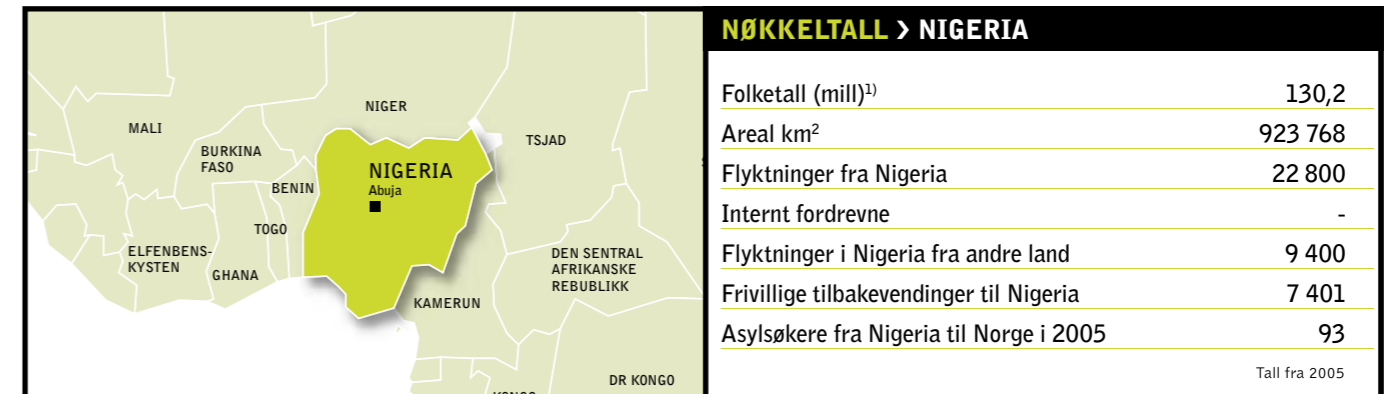 NIGER
MALI
TSJAD
BURKINA
FASO
NIGERIA
Abuja
BENIN
TOGO
ELFENBENS-
KYSTEN
GHANA
DEN SENTRAL
AFRIKANSKE
REBUBLIKK
KAMERUN
DR KONGO
NØKKELTALL > NIGERIA
Folketall (mill)1) 130,2
Areal km² 923 768
Flyktninger fra Nigeria 22 800
Internt fordrevne -
Flyktninger i Nigeria fra andre land 9 400
Frivillige tilbakevendinger til Nigeria 7 401
Asylsøkere fra Nigeria til Norge i 2005 93
Tall fra 2005